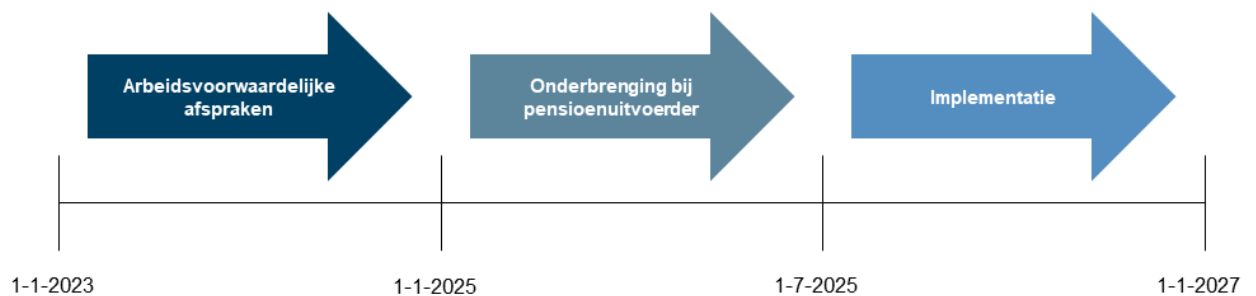 Arbeidsvoorwaardelijke
afspraken
Onderbrenging bij
pensioenuitvoerder
Implementatie
1-1-2023
1-1-2025
1-7-2025
1-1-2027